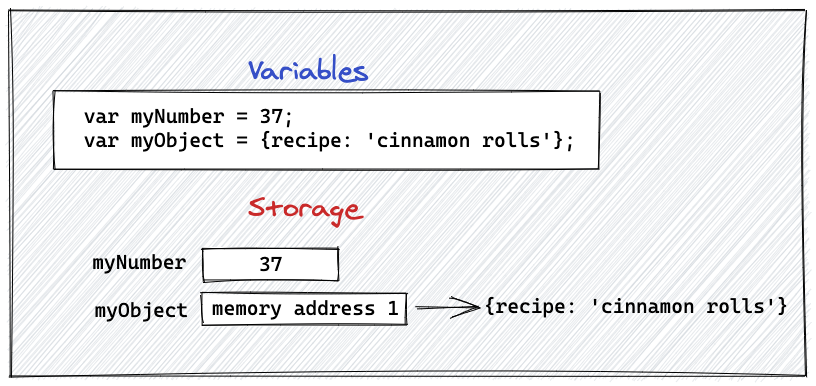 Variables
var myNumber = 37;
var myObject = {recipe: 'cinnamon rolls'};
Storage
myNumber 37
myObject memory address 1 {recipe: 'cinnamon rolls'}